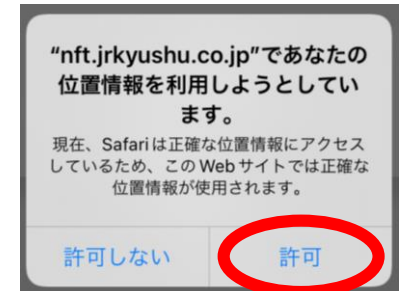 “nft.jrkyushu.co.jp”であなたの
位置情報を利用しようとしてい
ます。
現在、Safariは正確な位置情報にアクセス
しているため、このWebサイトでは正確な
位置情報が使用されます。
許可しない
許可